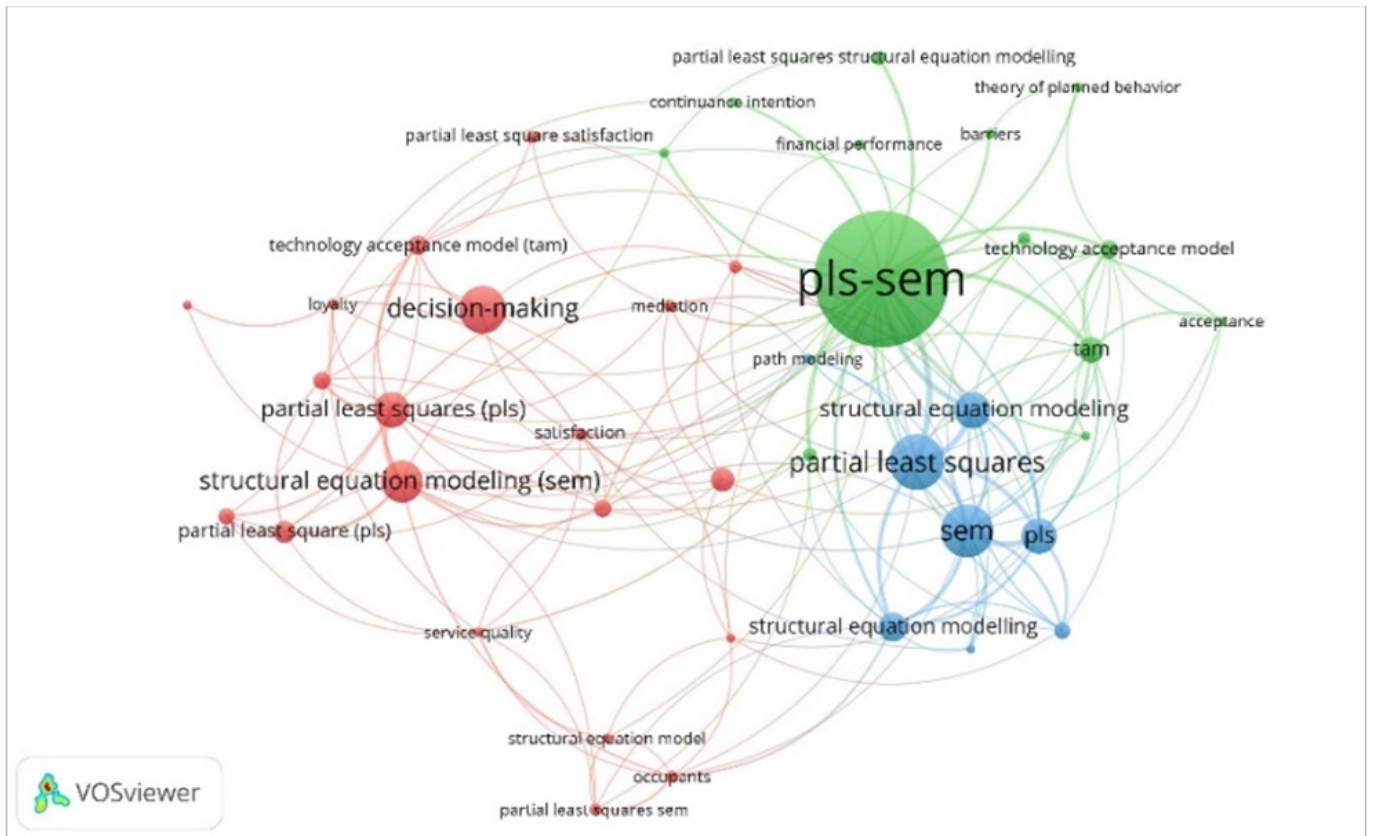 partial least squares structural equation modelling
theory of planned behavior
continuance intention
partial least square satisfaction
barriers
financial performance
technology acceptance model (tam)
technology acceptance model
pls-sem
loyalty
decision-making
mediation
acceptance
tam
path modeling
partial least squares (pls)
structural equation modeling
satisfaction
partial least squares
structural equation modeling (sem)
partial least square (pls)
sem
pls
service quality
structural equation modelling
structural equation model
occupants
partial least squares sem
VOSviewer